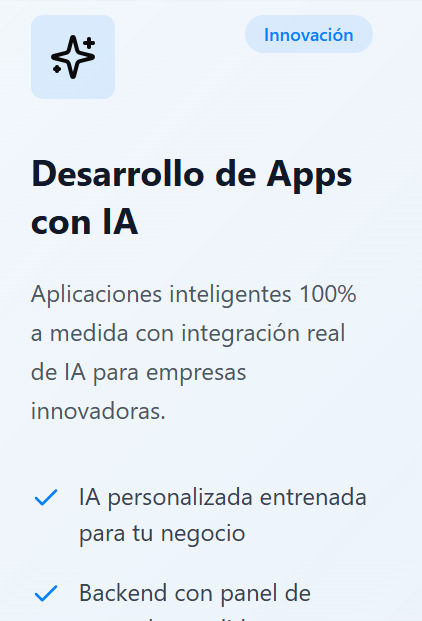 Innovación
Desarrollo de Apps
con IA
Aplicaciones inteligentes 100%
a medida con integración real
de IA para empresas
innovadoras.
IA personalizada entrenada
para tu negocio
Backend con panel de